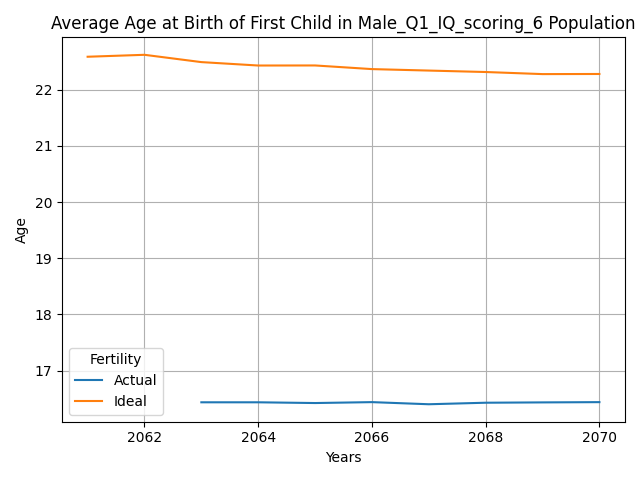 Average Age at Birth of First Child in Male_Q1_IQ_scoring_6 Population
22
21
20
19
18
17
Age
Fertility
Actual
Ideal
2062 2064 2066 2068 2070
Years